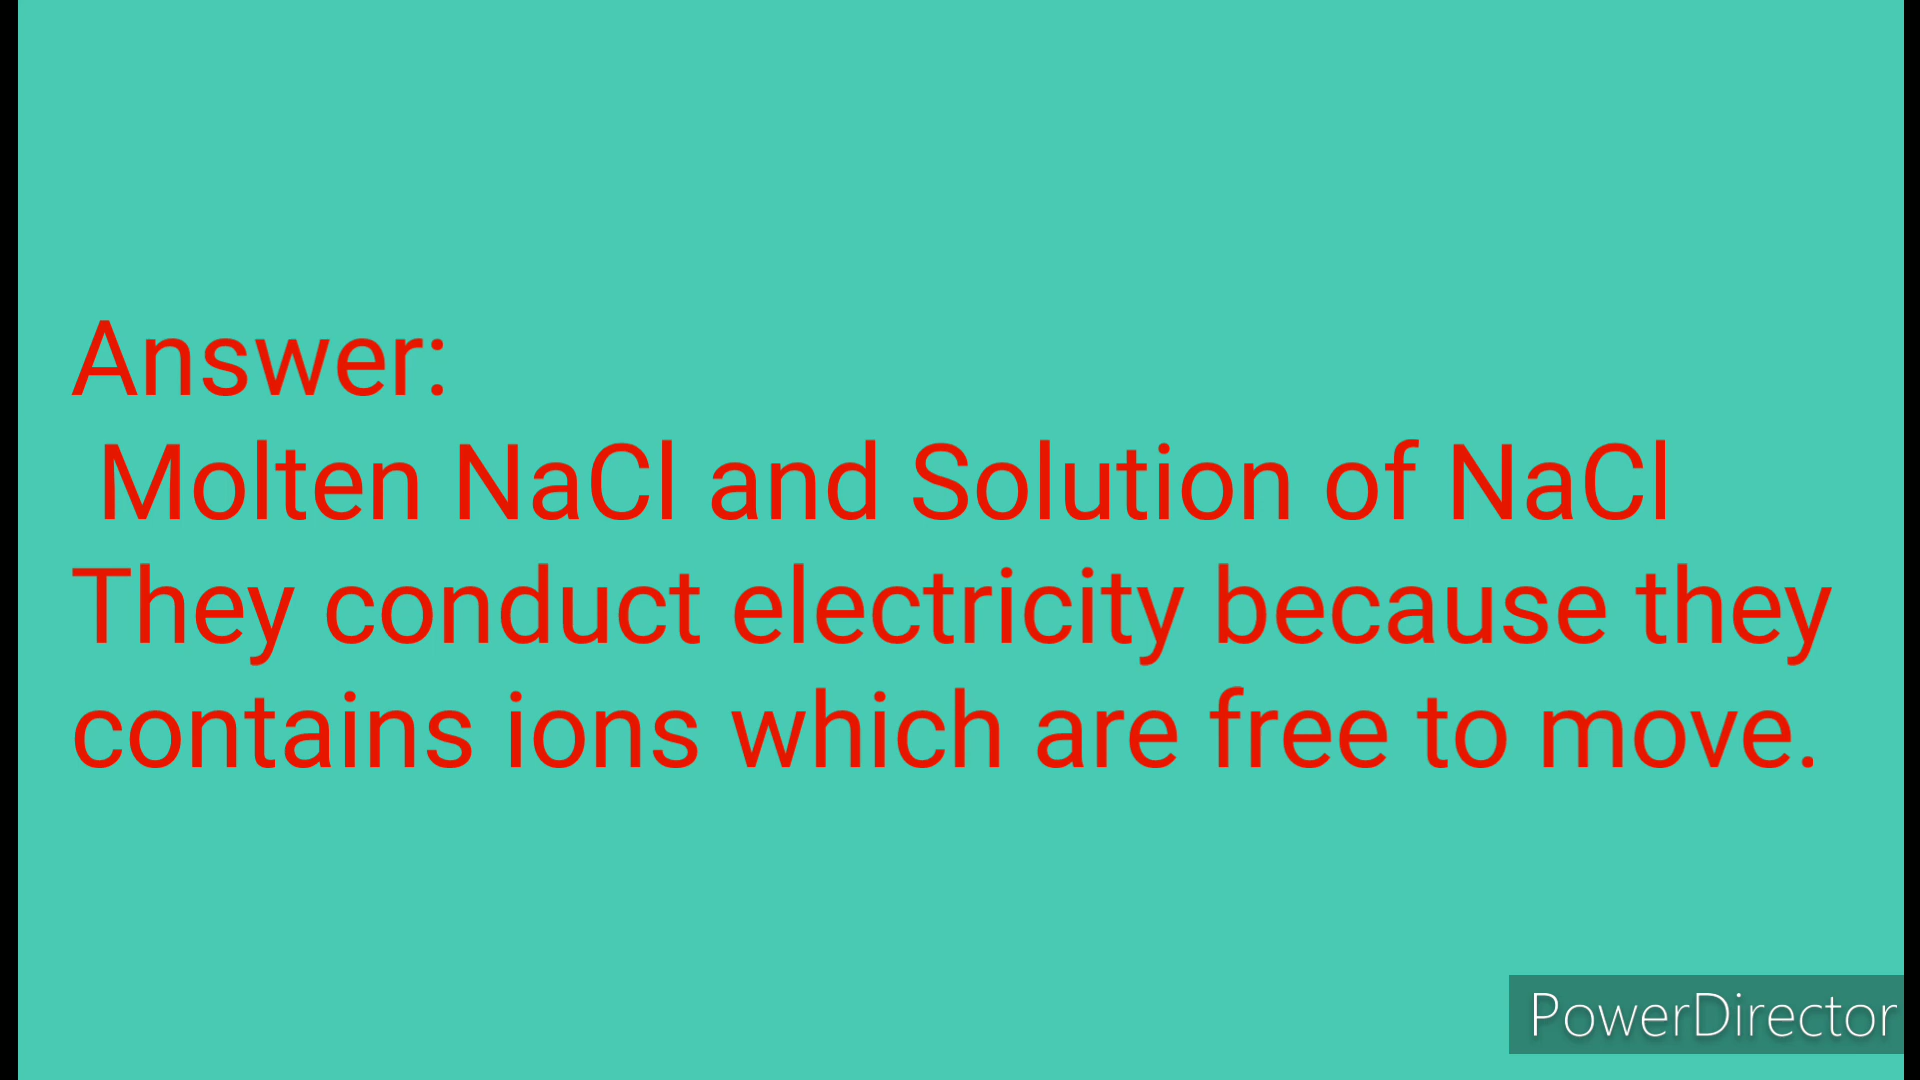 Answer:
Molten NaCl and Solution of NaCl
They conduct electricity because they
contains ions which are free to move.
PowerDirector